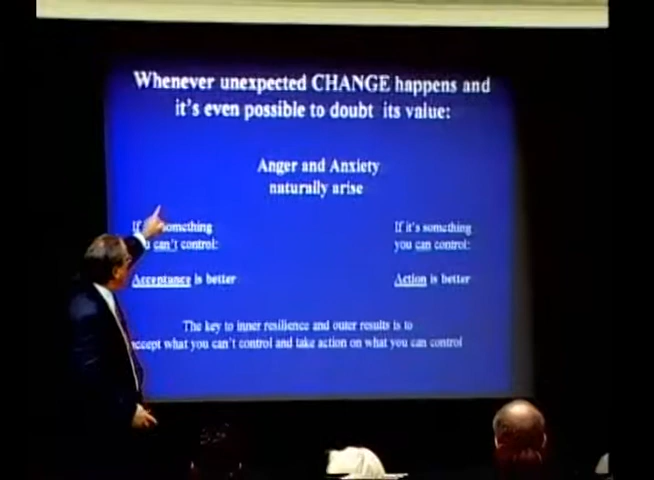 Whenever unexpected CHANGE happens and
it's even possible to doubt its value:
Anger and Anxiety
naturally arise
If something
can't control:
Acceptance is better
If it's something
you can control:
Action is better
The key to inner resilience and outer results is to
accept what you can't control and take action on what you can control